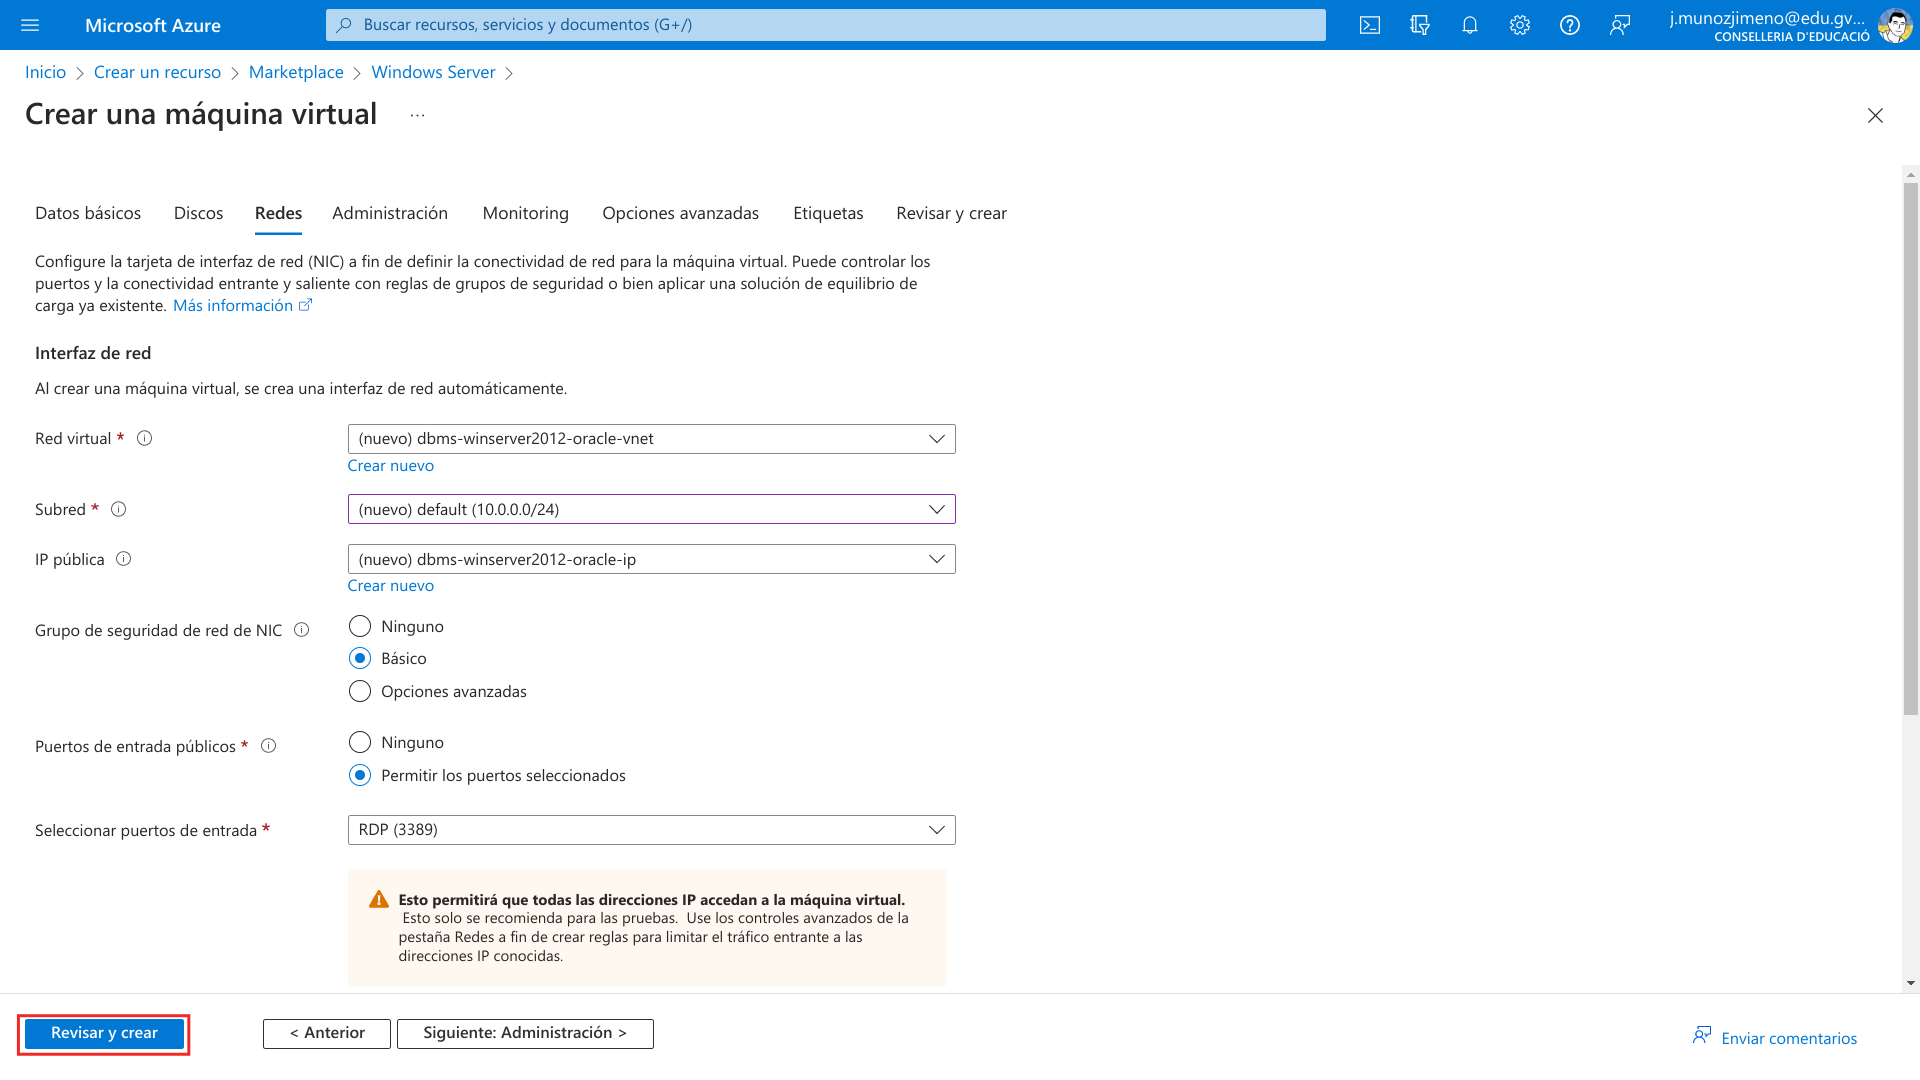 Microsoft Azure
Buscar recursos, servicios y documentos (G+/)
j.munozjimeno@edu.gv...
CONSELLERIA D'EDUCACIÓ
Inicio > Crear un recurso > Marketplace > Windows Server >
Crear una máquina virtual ...
Datos básicos Discos Redes Administración Monitoring Opciones avanzadas Etiquetas Revisar y crear
Configure la tarjeta de interfaz de red (NIC) a fin de definir la conectividad de red para la máquina virtual. Puede controlar los
puertos y la conectividad entrante y saliente con reglas de grupos de seguridad o bien aplicar una solución de equilibrio de
carga ya existente. Más información
Interfaz de red
Al crear una máquina virtual, se crea una interfaz de red automáticamente.
Red virtual * (nuevo) dbms-winserver2012-oracle-vnet
Crear nuevo
Subred * (nuevo) default (10.0.0.0/24)
IP pública (nuevo) dbms-winserver2012-oracle-ip
Crear nuevo
Grupo de seguridad de red de NIC
Ninguno
Básico
Opciones avanzadas
Puertos de entrada públicos *
Ninguno
Permitir los puertos seleccionados
Seleccionar puertos de entrada * RDP (3389)
Esto permitirá que todas las direcciones IP accedan a la máquina virtual.
Esto solo se recomienda para las pruebas. Use los controles avanzados de la
pestaña Redes a fin de crear reglas para limitar el tráfico entrante a las
direcciones IP conocidas.
Revisar y crear < Anterior Siguiente: Administración > Enviar comentarios